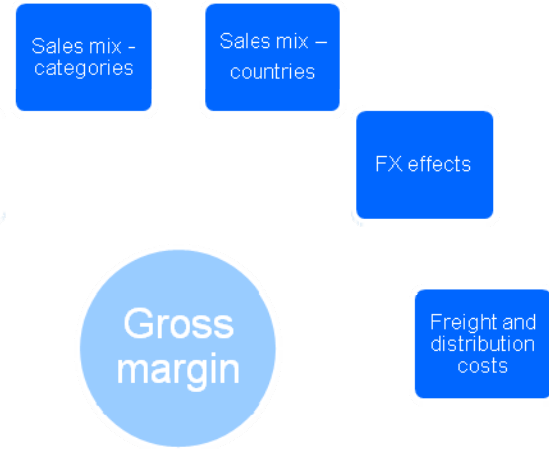 Sales mix -
categories
Sales mix –
countries
FX effects
Gross
margin
Freight and
distribution
costs